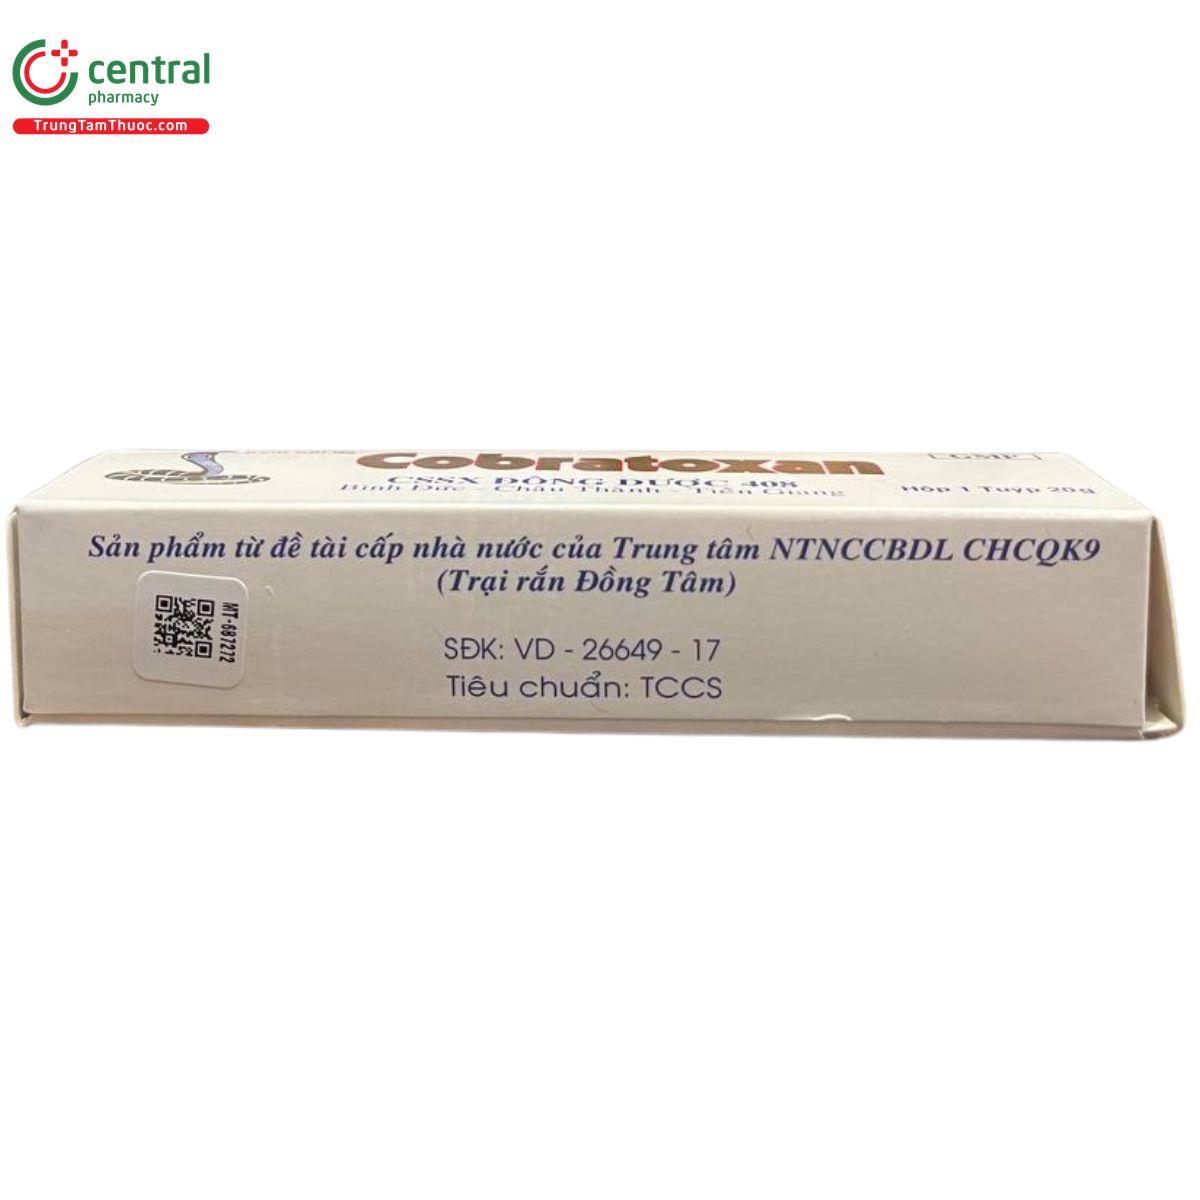 central
pharmacy
TrungTamThuoc.com
Cobratoxan
GMP
CSSX ĐÔNG DƯỢC 408
Bình Đức - Châu Thành - Tiền Giang
Hộp 1 Tuýp 20g
Sản phẩm từ đề tài cấp nhà nước của Trung tâm NTNCCBDL CHCQK9
(Trại rắn Đồng Tâm)
MT-687272
SĐK: VD - 26649 - 17
Tiêu chuẩn: TCCS